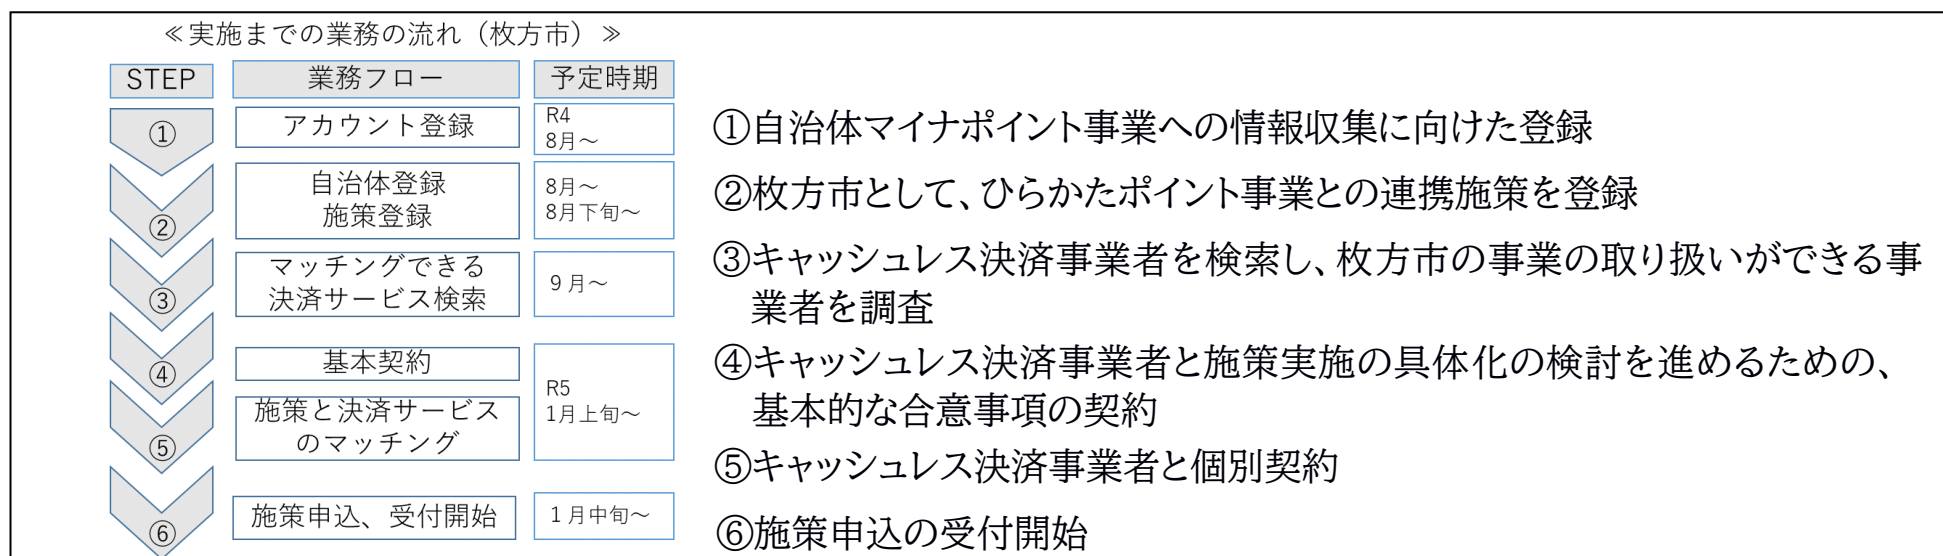 ≪実施までの業務の流れ（枚方市）≫
STEP 業務フロー 予定時期
① アカウント登録 R4
8月～
② 自治体登録
施策登録
8月～
8月下旬～
③ マッチングできる
決済サービス検索
9月～
④ 基本契約
⑤ 施策と決済サービス
のマッチング
R5
1月上旬～
⑥ 施策申込、受付開始 1月中旬～
①自治体マイナポイント事業への情報収集に向けた登録
②枚方市として、ひらかたポイント事業との連携施策を登録
③キャッシュレス決済事業者を検索し、枚方市の事業の取り扱いができる事
業者を調査
④キャッシュレス決済事業者と施策実施の具体化の検討を進めるための、
基本的な合意事項の契約
⑤キャッシュレス決済事業者と個別契約
⑥施策申込の受付開始